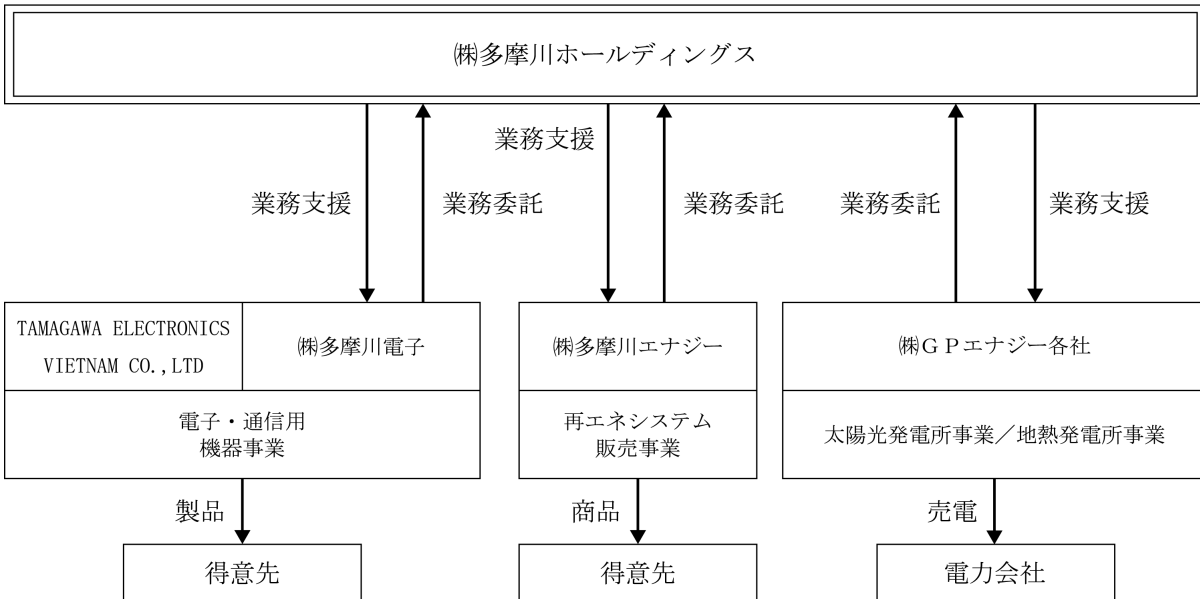 ㈱多摩川ホールディングス
業務支援
業務支援
業務委託
業務委託
業務委託
業務支援
TAMAGAWA ELECTRONICS
VIETNAM CO.,LTD
㈱多摩川電子
㈱多摩川エナジー
㈱ＧＰエナジー各社
電子・通信用
機器事業
再エネシステム
販売事業
太陽光発電所事業／地熱発電所事業
製品
商品
売電
得意先
得意先
電力会社